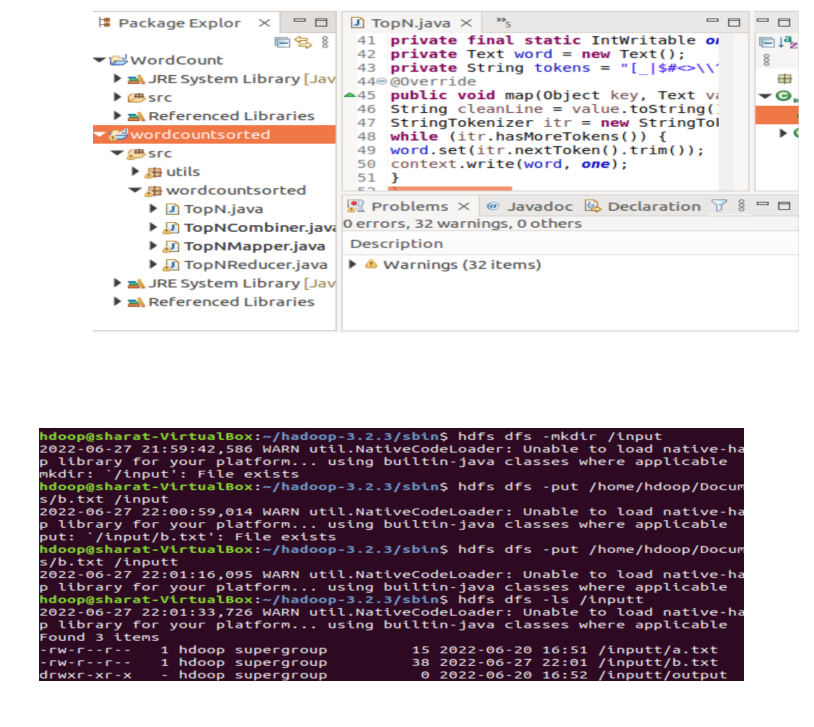 Package Explor
WordCount
JRE System Library [Jav
src
Referenced Libraries
wordcountsorted
src
utils
wordcountsorted
TopN.java
TopNCombiner.java
TopNMapper.java
TopNReducer.java
JRE System Library [Jav
Referenced Libraries
TopN.java
41 private final static IntWritable on
42 private Text word = new Text();
43 private String tokens = "[_|$#<>\\^
44 @Override
45 public void map(Object key, Text va
46 String cleanLine = value.toString()
47 StringTokenizer itr = new StringTok
48 while (itr.hasMoreTokens()) {
49 word.set(itr.nextToken().trim());
50 context.write(word, one);
51 }
Problems @ Javadoc Declaration
0 errors, 32 warnings, 0 others
Description
Warnings (32 items)
hdoop@sharat-VirtualBox:~/hadoop-3.2.3/sbin$ hdfs dfs -mkdir /input
2022-06-27 21:59:42,586 WARN util.NativeCodeLoader: Unable to load native-ha
p library for your platform... using builtin-java classes where applicable
mkdir: `/input': File exists
hdoop@sharat-VirtualBox:~/hadoop-3.2.3/sbin$ hdfs dfs -put /home/hdoop/Docum
s/b.txt /input
2022-06-27 22:00:59,014 WARN util.NativeCodeLoader: Unable to load native-ha
p library for your platform... using builtin-java classes where applicable
put: `/input/b.txt': File exists
hdoop@sharat-VirtualBox:~/hadoop-3.2.3/sbin$ hdfs dfs -put /home/hdoop/Docum
s/b.txt /inputt
2022-06-27 22:01:16,095 WARN util.NativeCodeLoader: Unable to load native-ha
p library for your platform... using builtin-java classes where applicable
hdoop@sharat-VirtualBox:~/hadoop-3.2.3/sbin$ hdfs dfs -ls /inputt
2022-06-27 22:01:33,726 WARN util.NativeCodeLoader: Unable to load native-ha
p library for your platform... using builtin-java classes where applicable
Found 3 items
-rw-r--r-- 1 hdoop supergroup 15 2022-06-20 16:51 /inputt/a.txt
-rw-r--r-- 1 hdoop supergroup 38 2022-06-27 22:01 /inputt/b.txt
drwxr-xr-x - hdoop supergroup 0 2022-06-20 16:52 /inputt/output